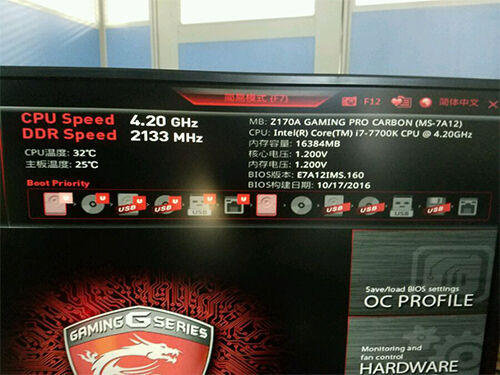 简易模式 (F7)
F12
简体中文
CPU Speed 4.20 GHz
DDR Speed 2133 MHz
CPU温度: 32℃
主板温度: 25℃
MB: Z170A GAMING PRO CARBON (MS-7A12)
CPU: Intel(R) Core(TM) i7-7700K CPU @ 4.20GHz
内存容量: 16384MB
核心电压: 1.200V
内存电压: 1.200V
BIOS版本: E7A12IMS.160
BIOS构建日期: 10/17/2016
Boot Priority
USB
USB
USB
USB
USB
USB
Save/load BIOS settings
OC PROFILE
GAMING G SERIES
Monitoring and
fan control
HARDWARE